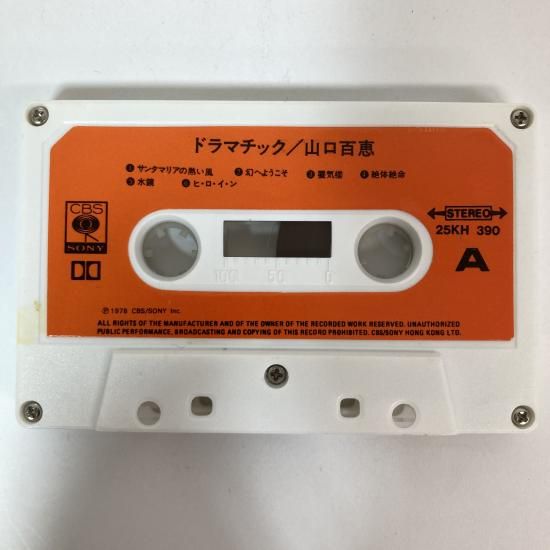 ドラマチック／山口百恵
❶サンタマリアの熱い風 ❷幻へようこそ ❸蜃気楼 ❹絶体絶命
❺水鏡 ❻ヒ・ロ・イ・ン
CBS
SONY
STEREO
25KH 390
A
100 50 0
Ⓟ1978 CBS/SONY Inc.
ALL RIGHTS OF THE MANUFACTURER AND OF THE OWNER OF THE RECORDED WORK RESERVED. UNAUTHORIZED
PUBLIC PERFORMANCE, BROADCASTING AND COPYING OF THIS RECORD PROHIBITED. CBS/SONY HONG KONG LTD.